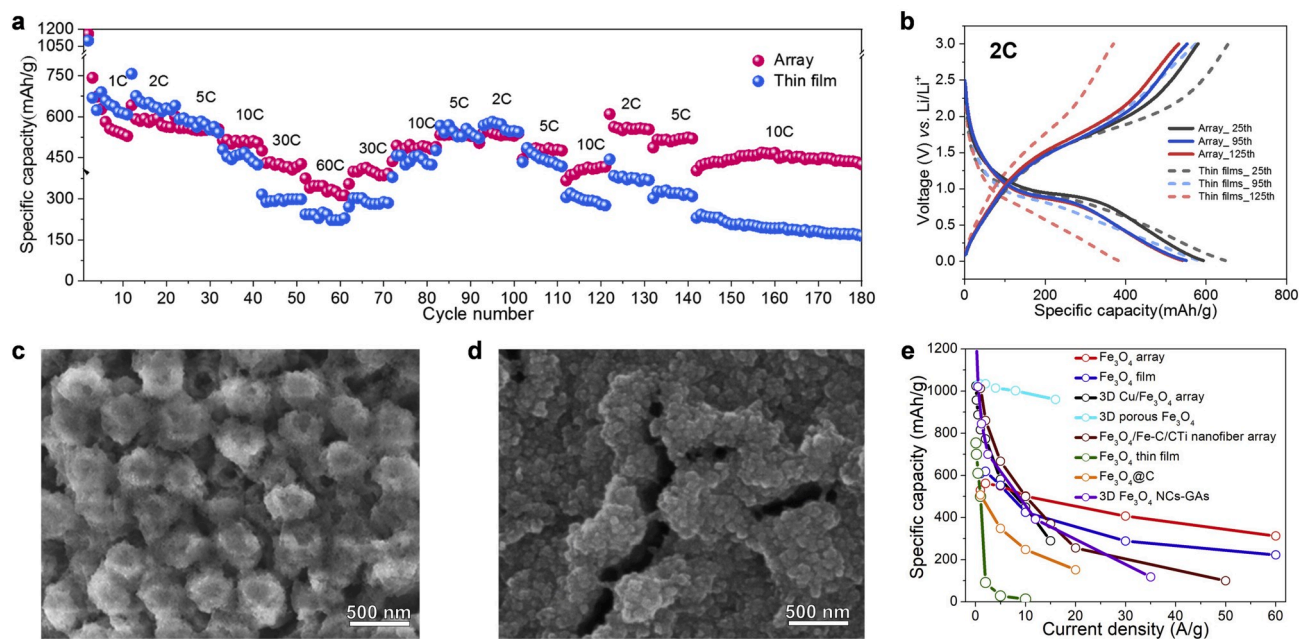 a
1200
1050
750
600
450
300
150
0
Specific capacity(mAh/g)
1C
2C
5C
10C
30C
60C
30C
10C
5C
2C
5C
10C
2C
5C
10C
Array
Thin film
10 20 30 40 50 60 70 80 90 100 110 120 130 140 150 160 170 180
Cycle number
b
2C
3.0
2.5
2.0
1.5
1.0
0.5
0.0
Voltage (V) vs. Li/Li⁺
Array_ 25th
Array_ 95th
Array_125th
Thin films_ 25th
Thin films_ 95th
Thin films_125th
0 200 400 600 800
Specific capacity(mAh/g)
c
500 nm
d
500 nm
e
1200
1000
800
600
400
200
0
Specific capacity (mAh/g)
Fe₃O₄ array
Fe₃O₄ film
3D Cu/Fe₃O₄ array
3D porous Fe₃O₄
Fe₃O₄/Fe-C/CTi nanofiber array
Fe₃O₄ thin film
Fe₃O₄@C
3D Fe₃O₄ NCs-GAs
0 10 20 30 40 50 60
Current density (A/g)